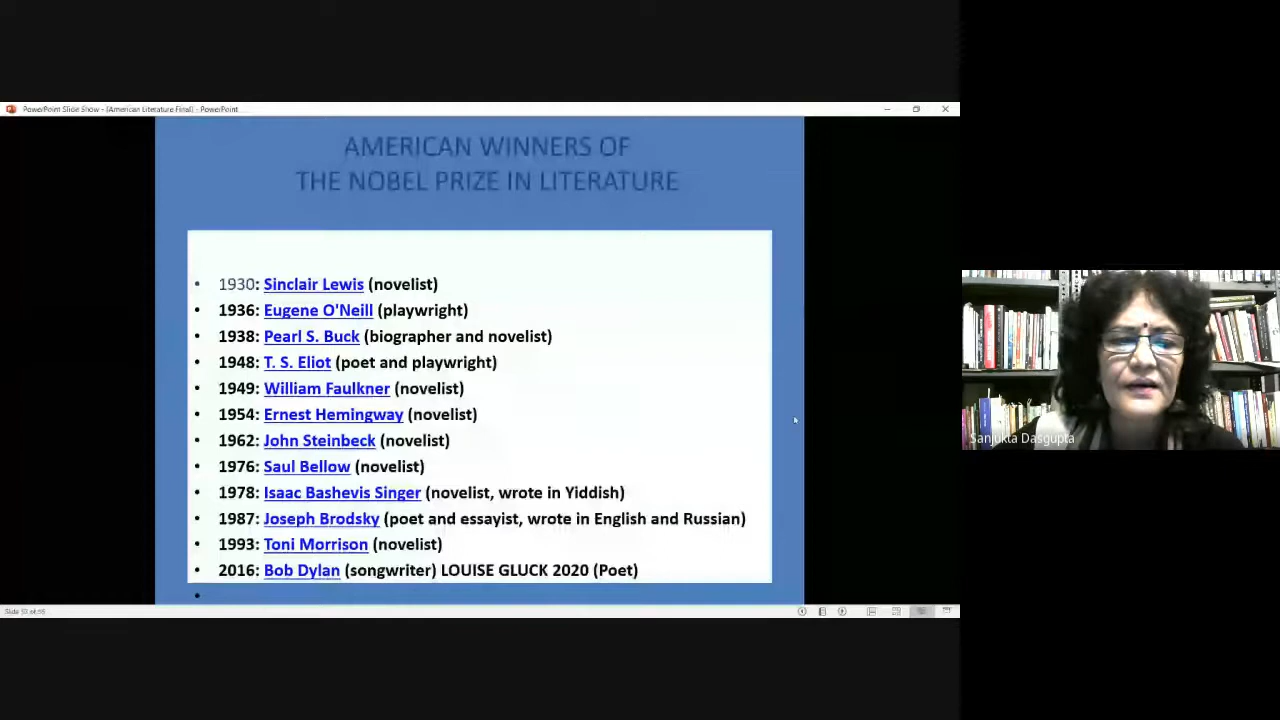 PowerPoint Slide Show - [American Literature Final] - PowerPoint
AMERICAN WINNERS OF
THE NOBEL PRIZE IN LITERATURE
• 1930: Sinclair Lewis (novelist)
• 1936: Eugene O'Neill (playwright)
• 1938: Pearl S. Buck (biographer and novelist)
• 1948: T. S. Eliot (poet and playwright)
• 1949: William Faulkner (novelist)
• 1954: Ernest Hemingway (novelist)
• 1962: John Steinbeck (novelist)
• 1976: Saul Bellow (novelist)
• 1978: Isaac Bashevis Singer (novelist, wrote in Yiddish)
• 1987: Joseph Brodsky (poet and essayist, wrote in English and Russian)
• 1993: Toni Morrison (novelist)
• 2016: Bob Dylan (songwriter) LOUISE GLUCK 2020 (Poet)
•
Sanjukta Dasgupta